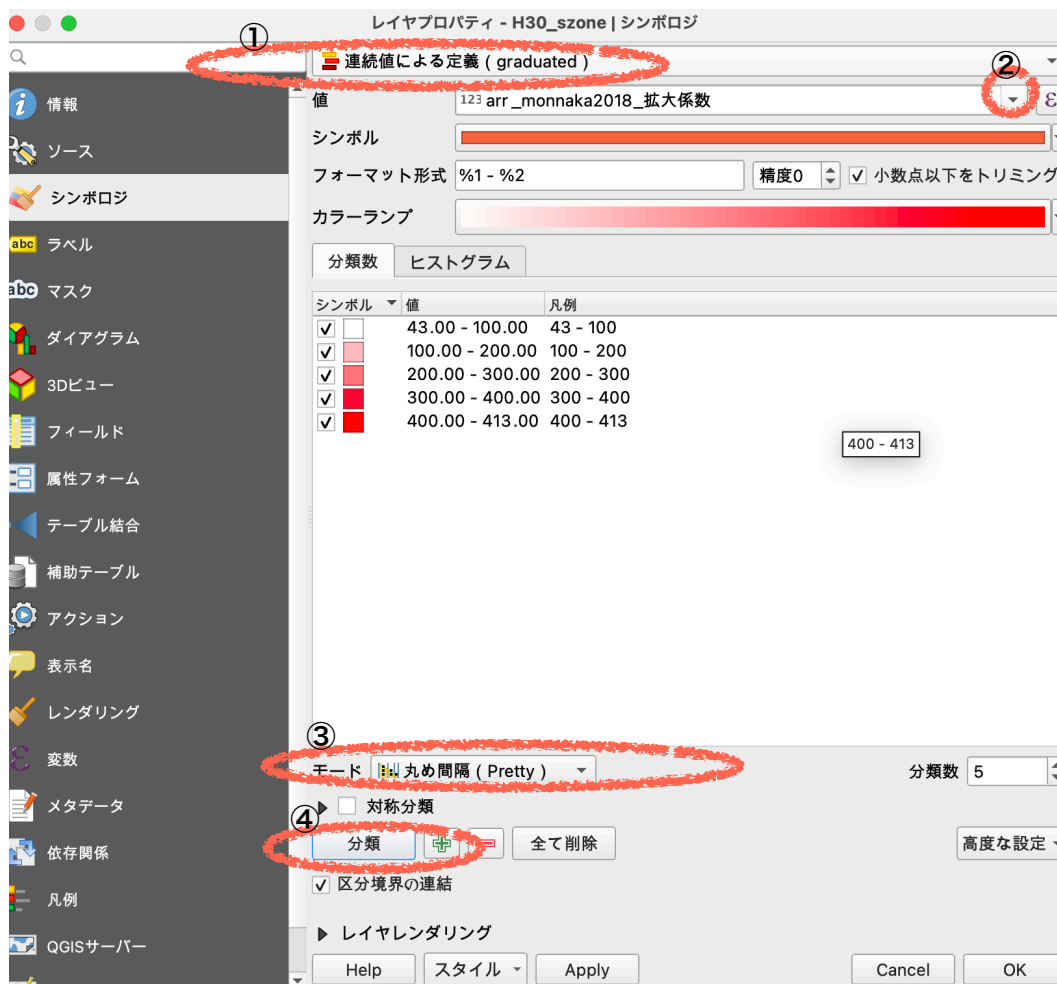 レイヤプロパティ - H30_szone | シンボロジ
①
連続値による定義 ( graduated )
②
情報
ソース
シンボロジ
abc ラベル
abc マスク
ダイアグラム
3Dビュー
フィールド
属性フォーム
テーブル結合
補助テーブル
アクション
表示名
レンダリング
変数
メタデータ
依存関係
凡例
QGISサーバー
値 123 arr _monnaka2018_拡大係数 ε
シンボル
フォーマット形式 %1 - %2 精度0 小数点以下をトリミング
カラーランプ
分類数 ヒストグラム
シンボル 値 凡例
43.00 - 100.00 43 - 100
100.00 - 200.00 100 - 200
200.00 - 300.00 200 - 300
300.00 - 400.00 300 - 400
400.00 - 413.00 400 - 413
400 - 413
③
モード 丸め間隔 ( Pretty ) 分類数 5
対称分類
④
分類 全て削除 高度な設定
区分境界の連結
レイヤレンダリング
Help スタイル Apply Cancel OK